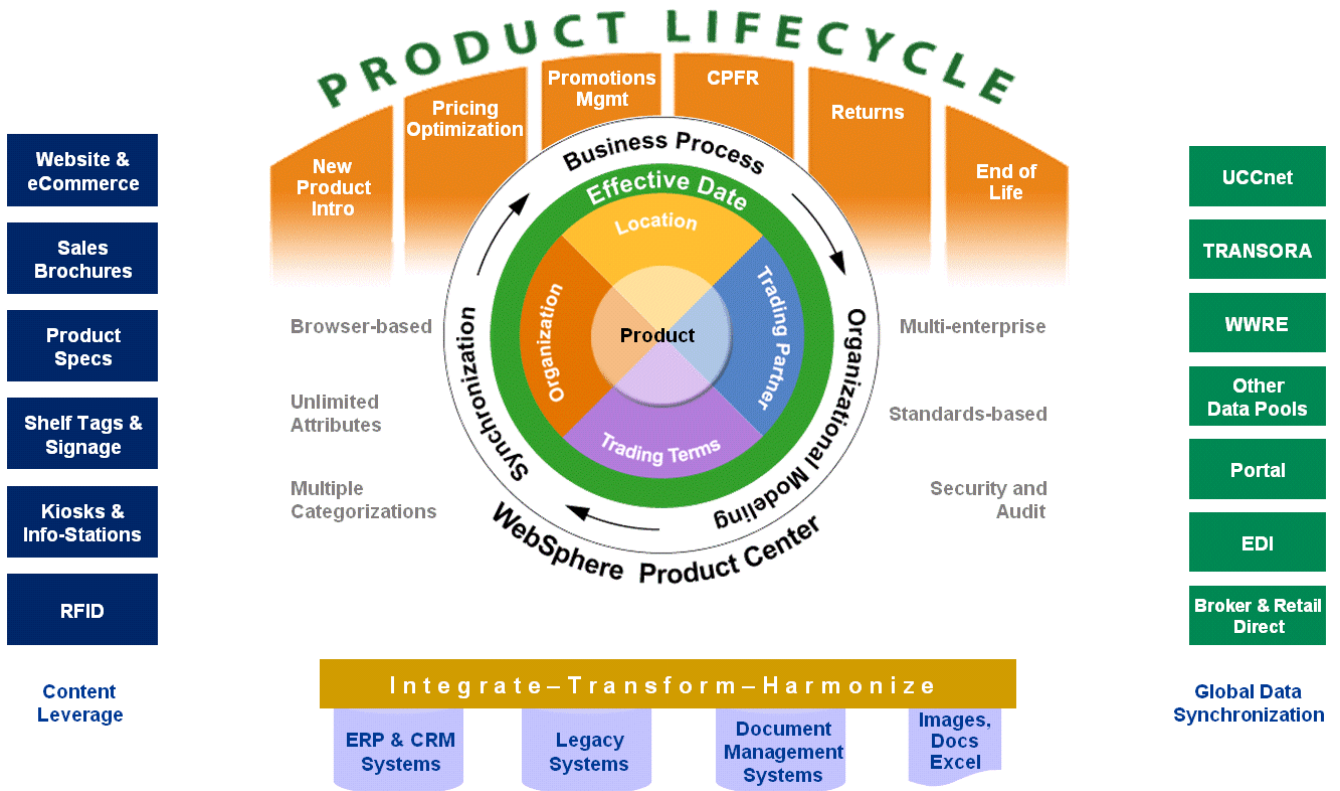 PRODUCT LIFECYCLE
New
Product
Intro
Pricing
Optimization
Promotions
Mgmt
CPFR
Returns
End of
Life
Website &
eCommerce
Sales
Brochures
Product
Specs
Shelf Tags &
Signage
Kiosks &
Info-Stations
RFID
Content
Leverage
Browser-based
Unlimited
Attributes
Multiple
Categorizations
Business Process
Organizational Modeling
Synchronization
Effective Date
Location
Trading Partner
Trading Terms
Organization
Product
WebSphere Product Center
Multi-enterprise
Standards-based
Security and
Audit
UCCnet
TRANSORA
WWRE
Other
Data Pools
Portal
EDI
Broker & Retail
Direct
Global Data
Synchronization
Integrate–Transform–Harmonize
ERP & CRM
Systems
Legacy
Systems
Document
Management
Systems
Images,
Docs
Excel